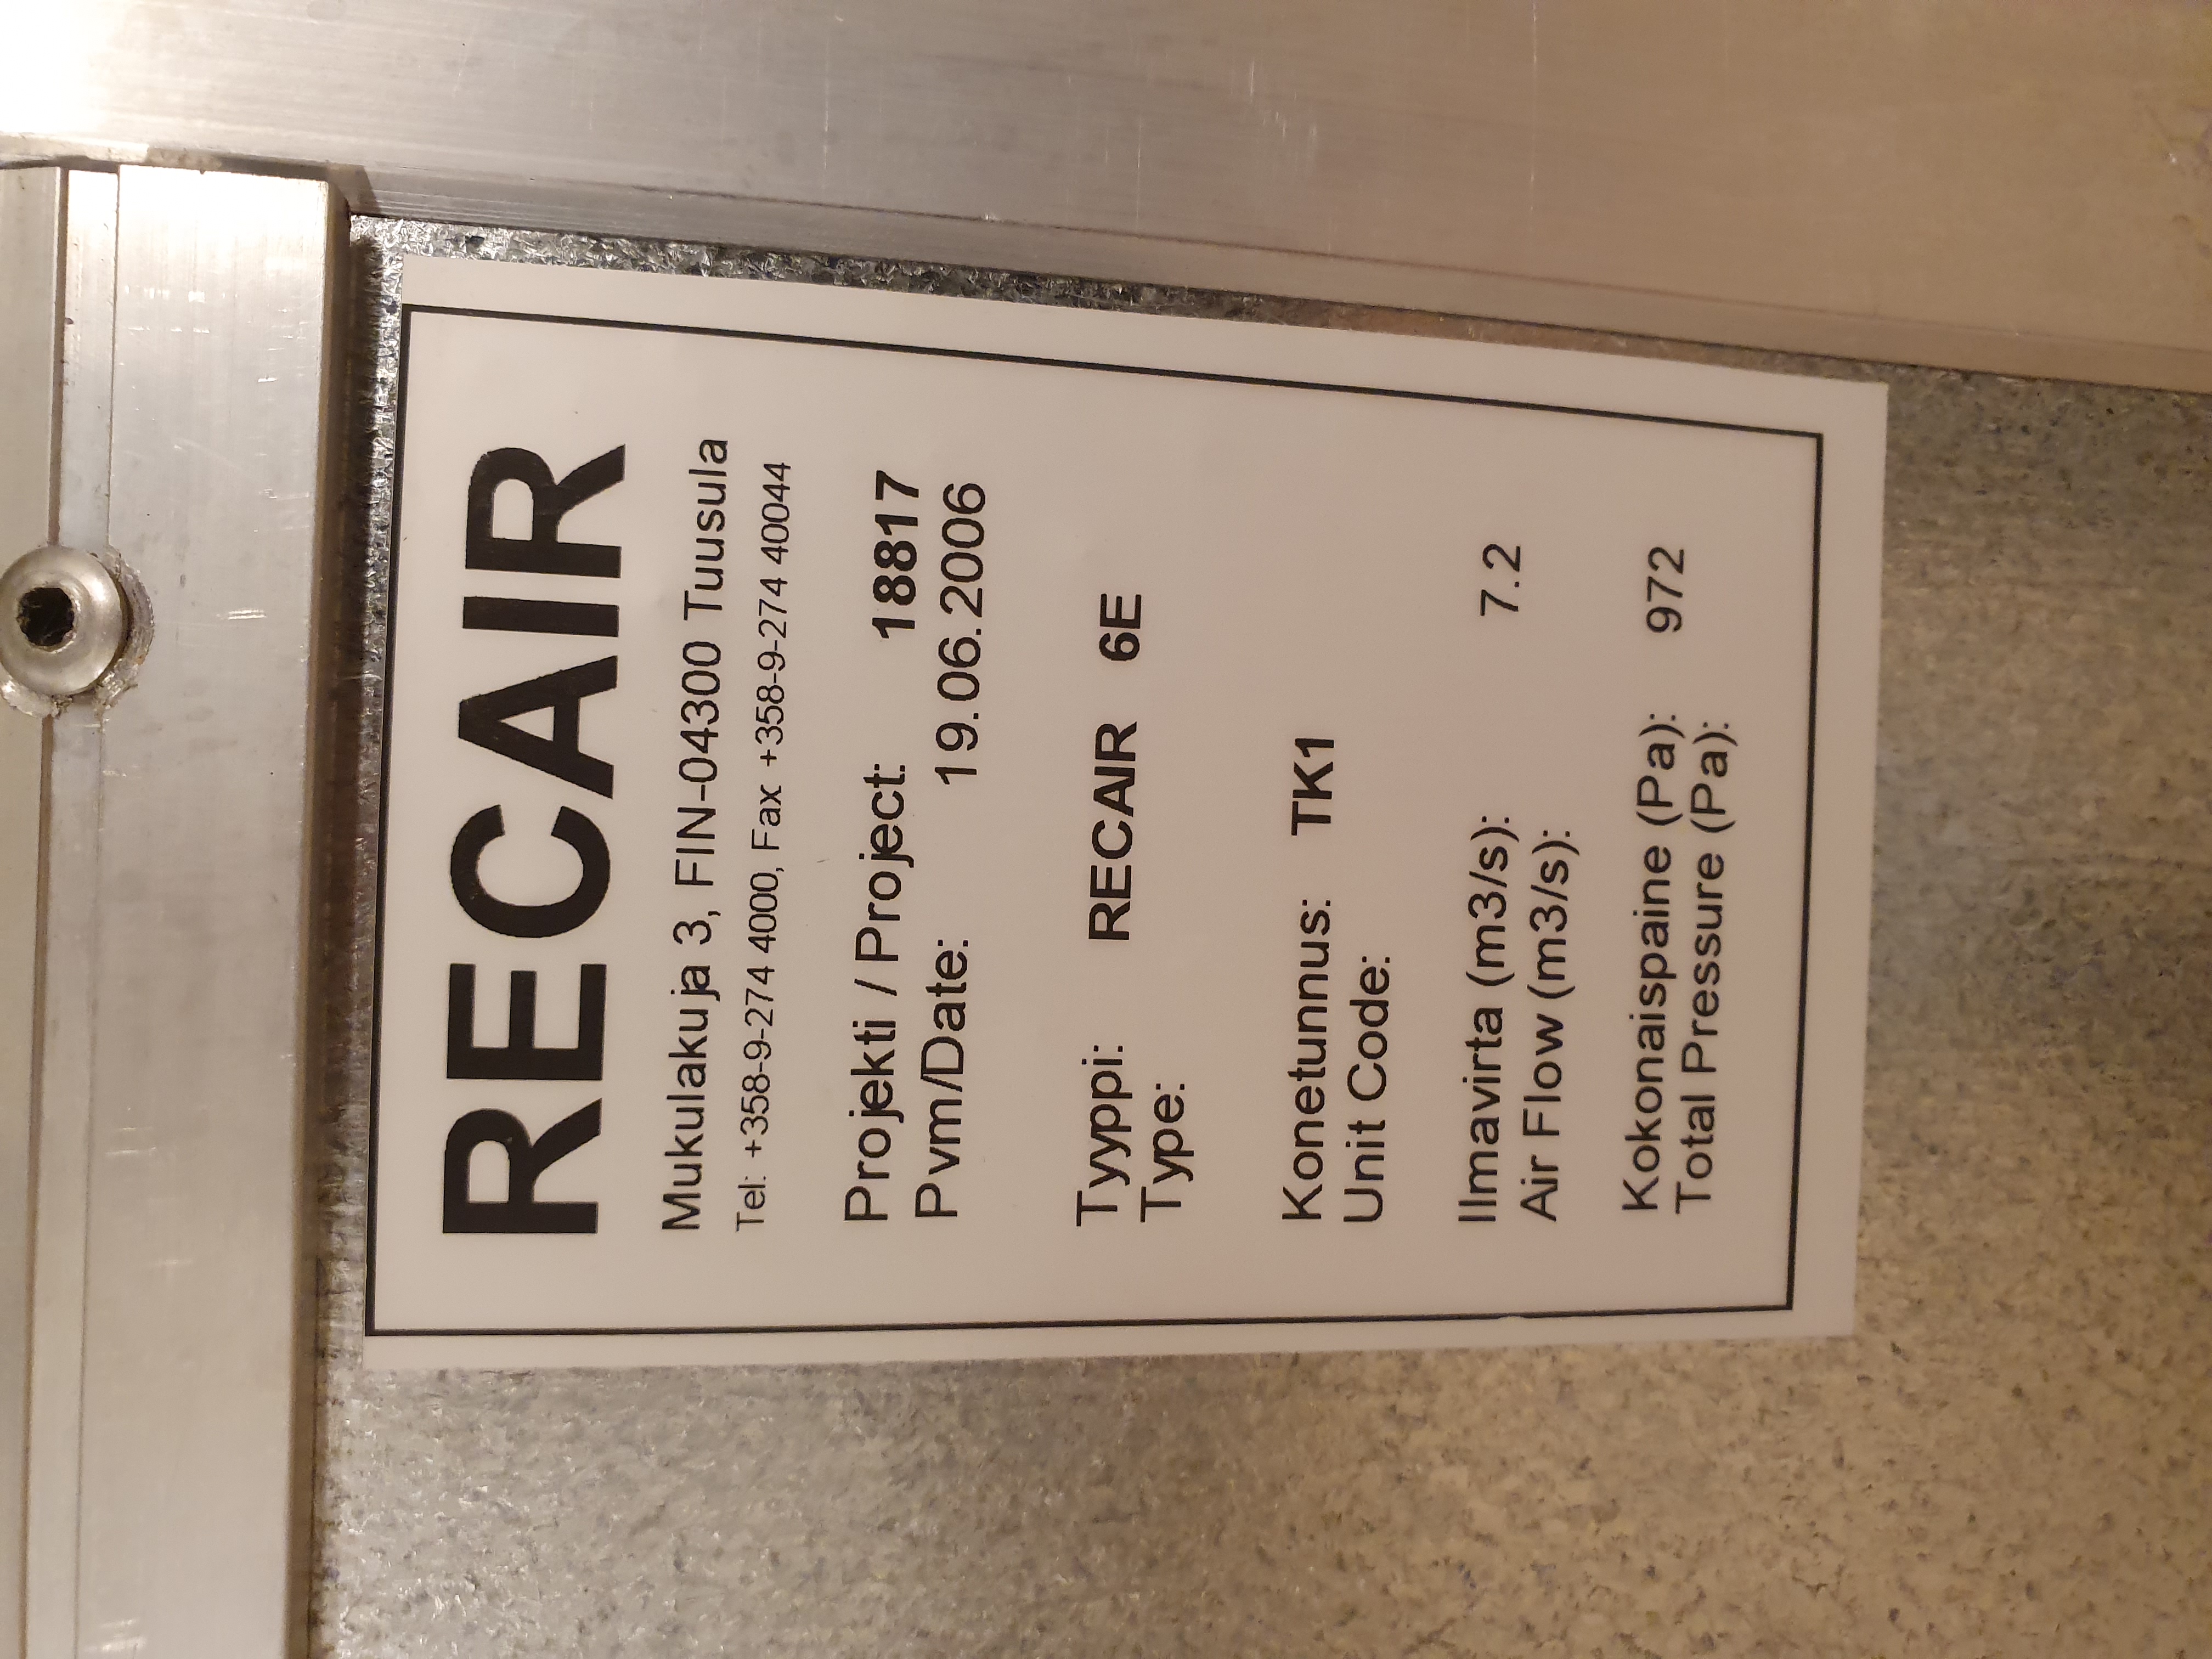 RECAIR
Mukulakuja 3, FIN-04300 Tuusula
Tel: +358-9-274 4000, Fax +358-9-274 40044
Projekti / Project: 18817
Pvm/Date: 19.06.2006
Tyyppi: RECAIR 6E
Type:
Konetunnus: TK1
Unit Code:
Ilmavirta (m3/s): 7.2
Air Flow (m3/s):
Kokonaispaine (Pa): 972
Total Pressure (Pa):